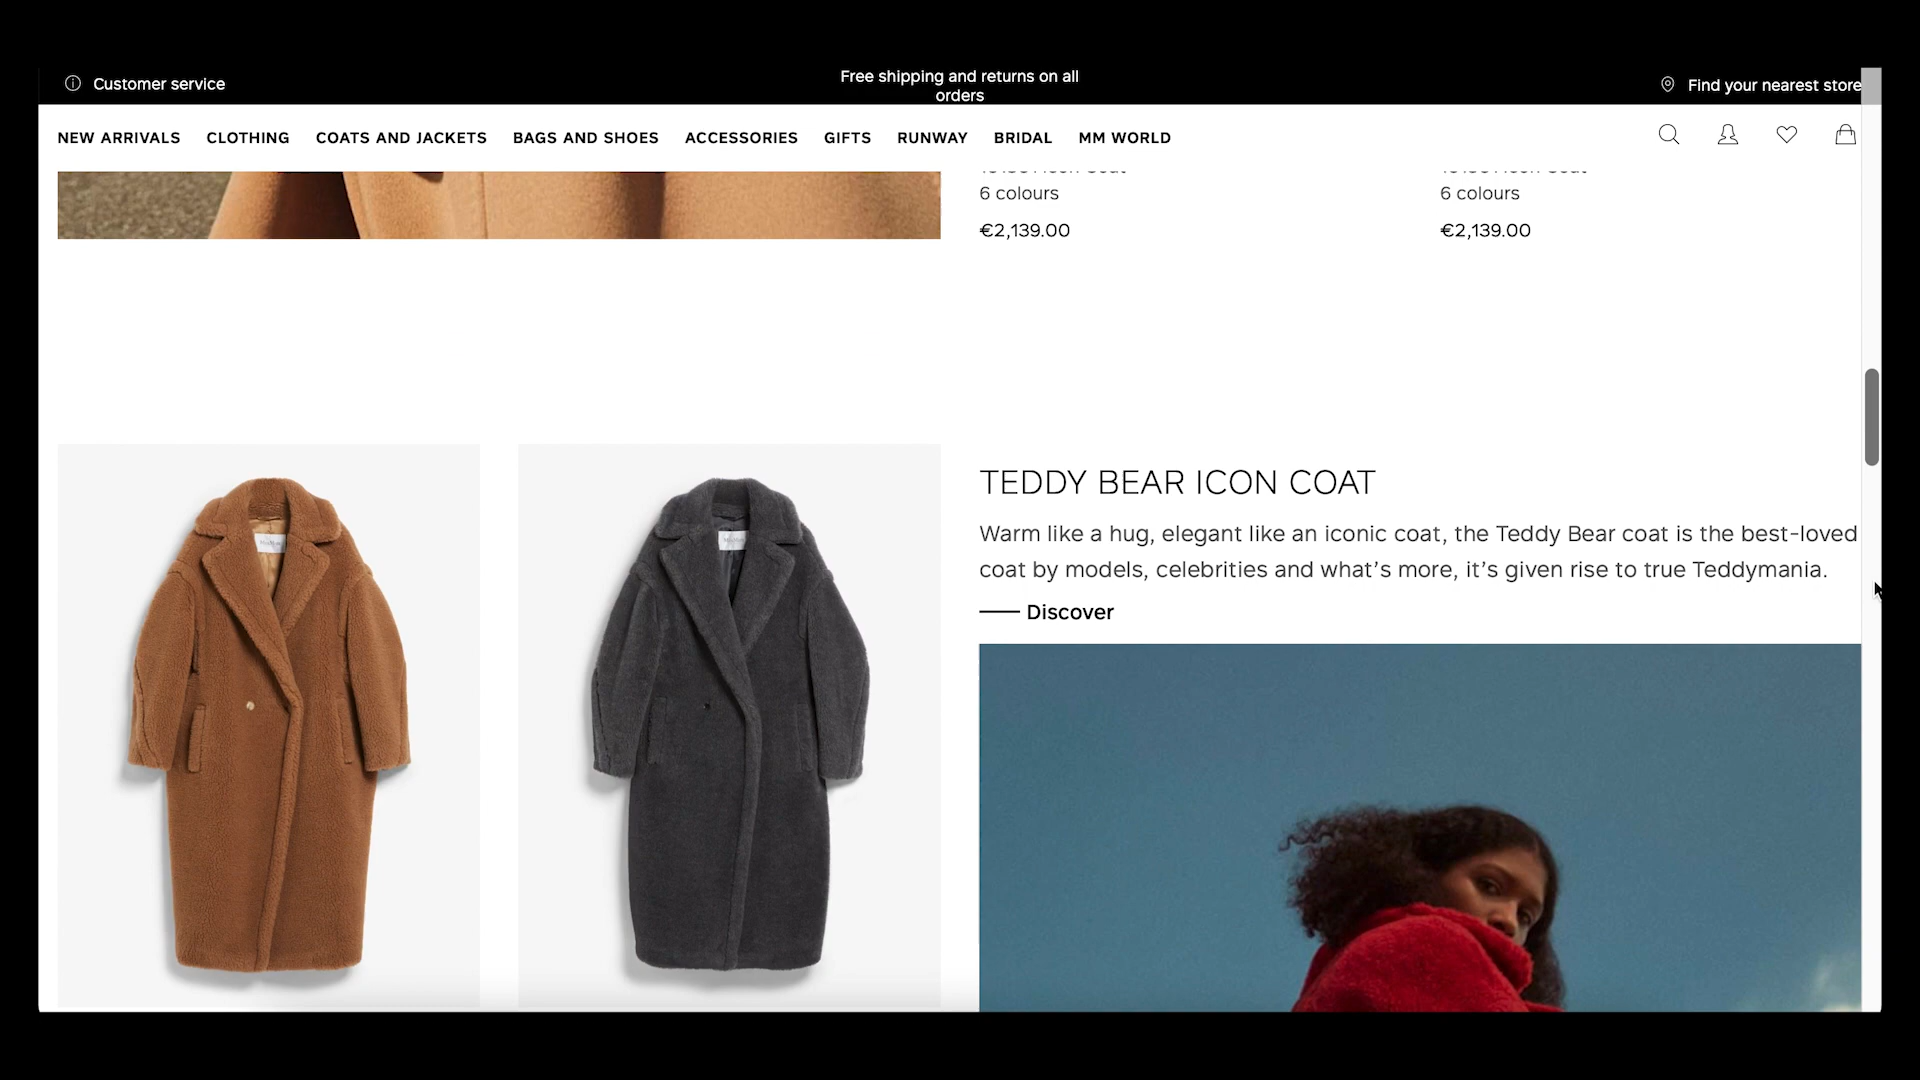 Customer service
Free shipping and returns on all
orders
Find your nearest store
NEW ARRIVALS CLOTHING COATS AND JACKETS BAGS AND SHOES ACCESSORIES GIFTS RUNWAY BRIDAL MM WORLD
6 colours
€2,139.00
6 colours
€2,139.00
TEDDY BEAR ICON COAT
Warm like a hug, elegant like an iconic coat, the Teddy Bear coat is the best-loved
coat by models, celebrities and what’s more, it’s given rise to true Teddymania.
Discover